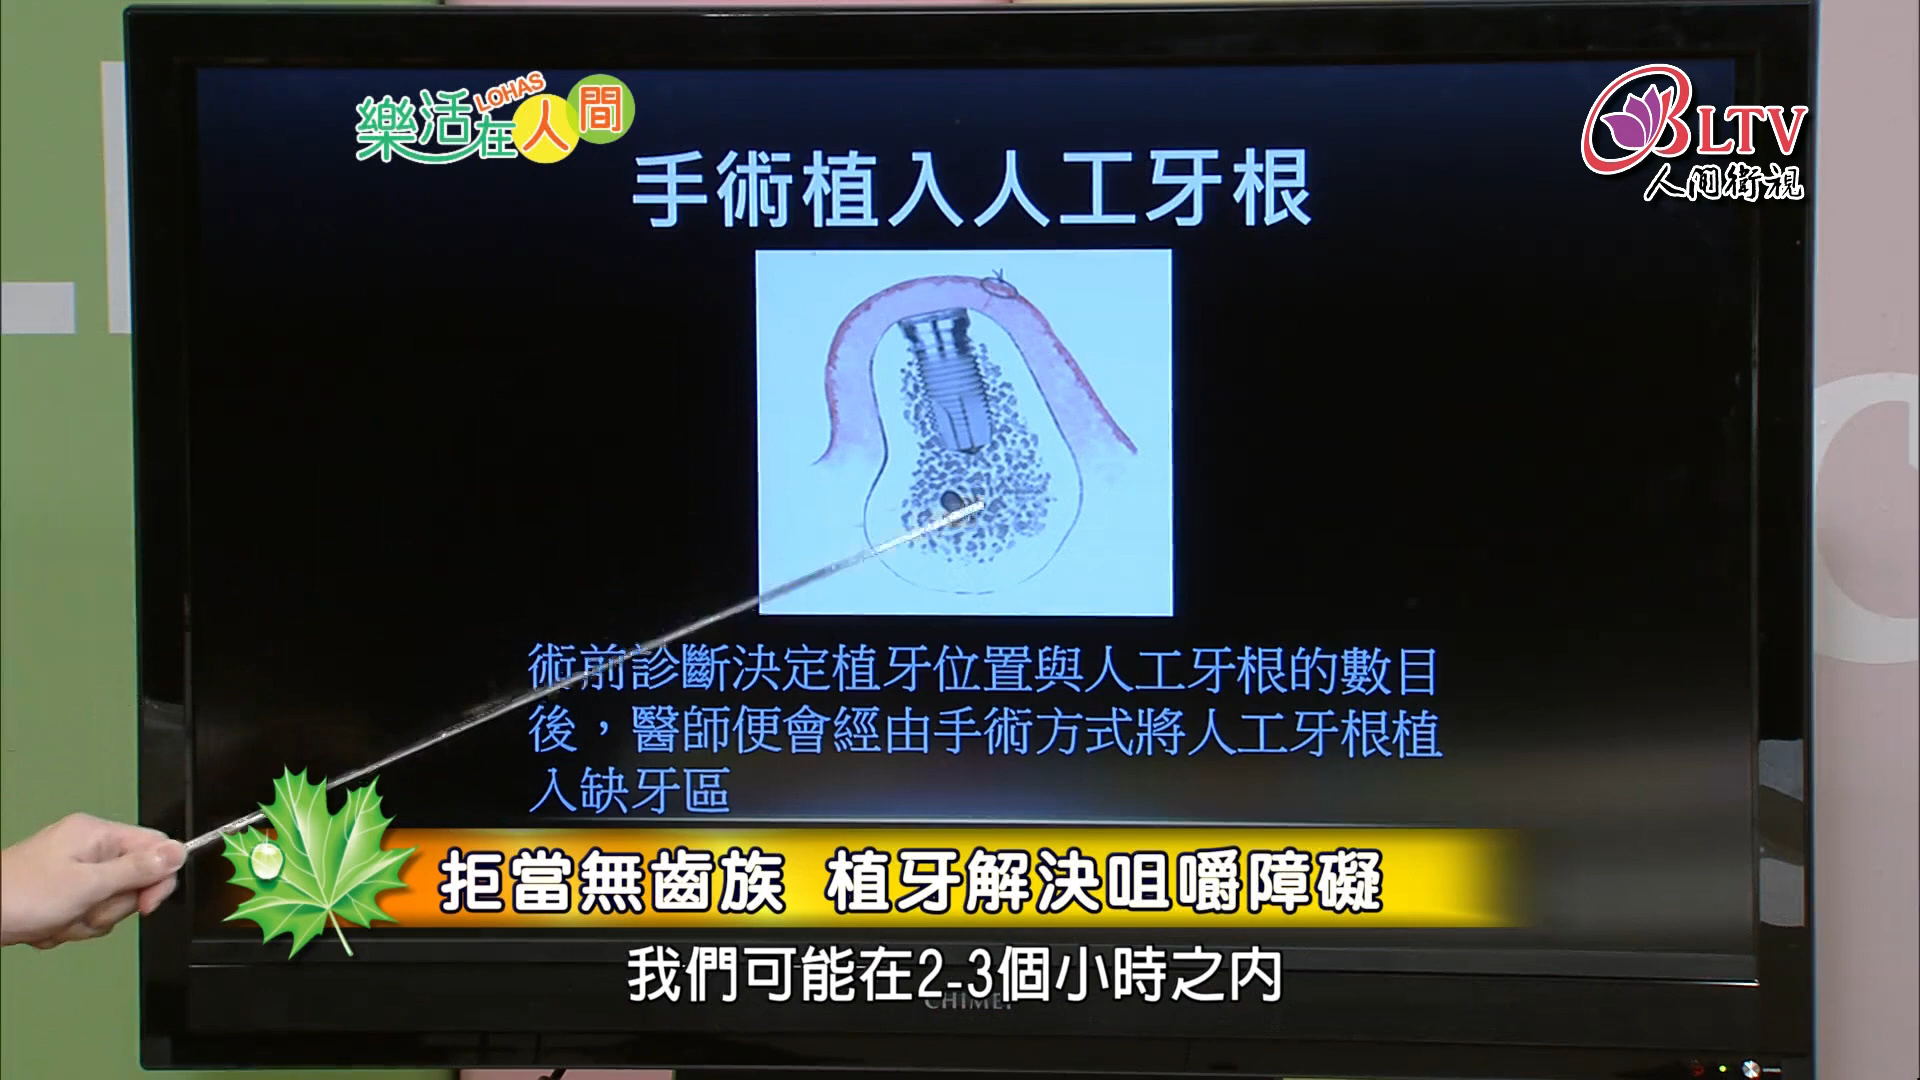 樂活在人間
LOHAS
BLTV
人間衛視
手術植入人工牙根
術前診斷決定植牙位置與人工牙根的數目
後，醫師便會經由手術方式將人工牙根植
入缺牙區
拒當無齒族 植牙解決咀嚼障礙
我們可能在2-3個小時之內
CHIMEI